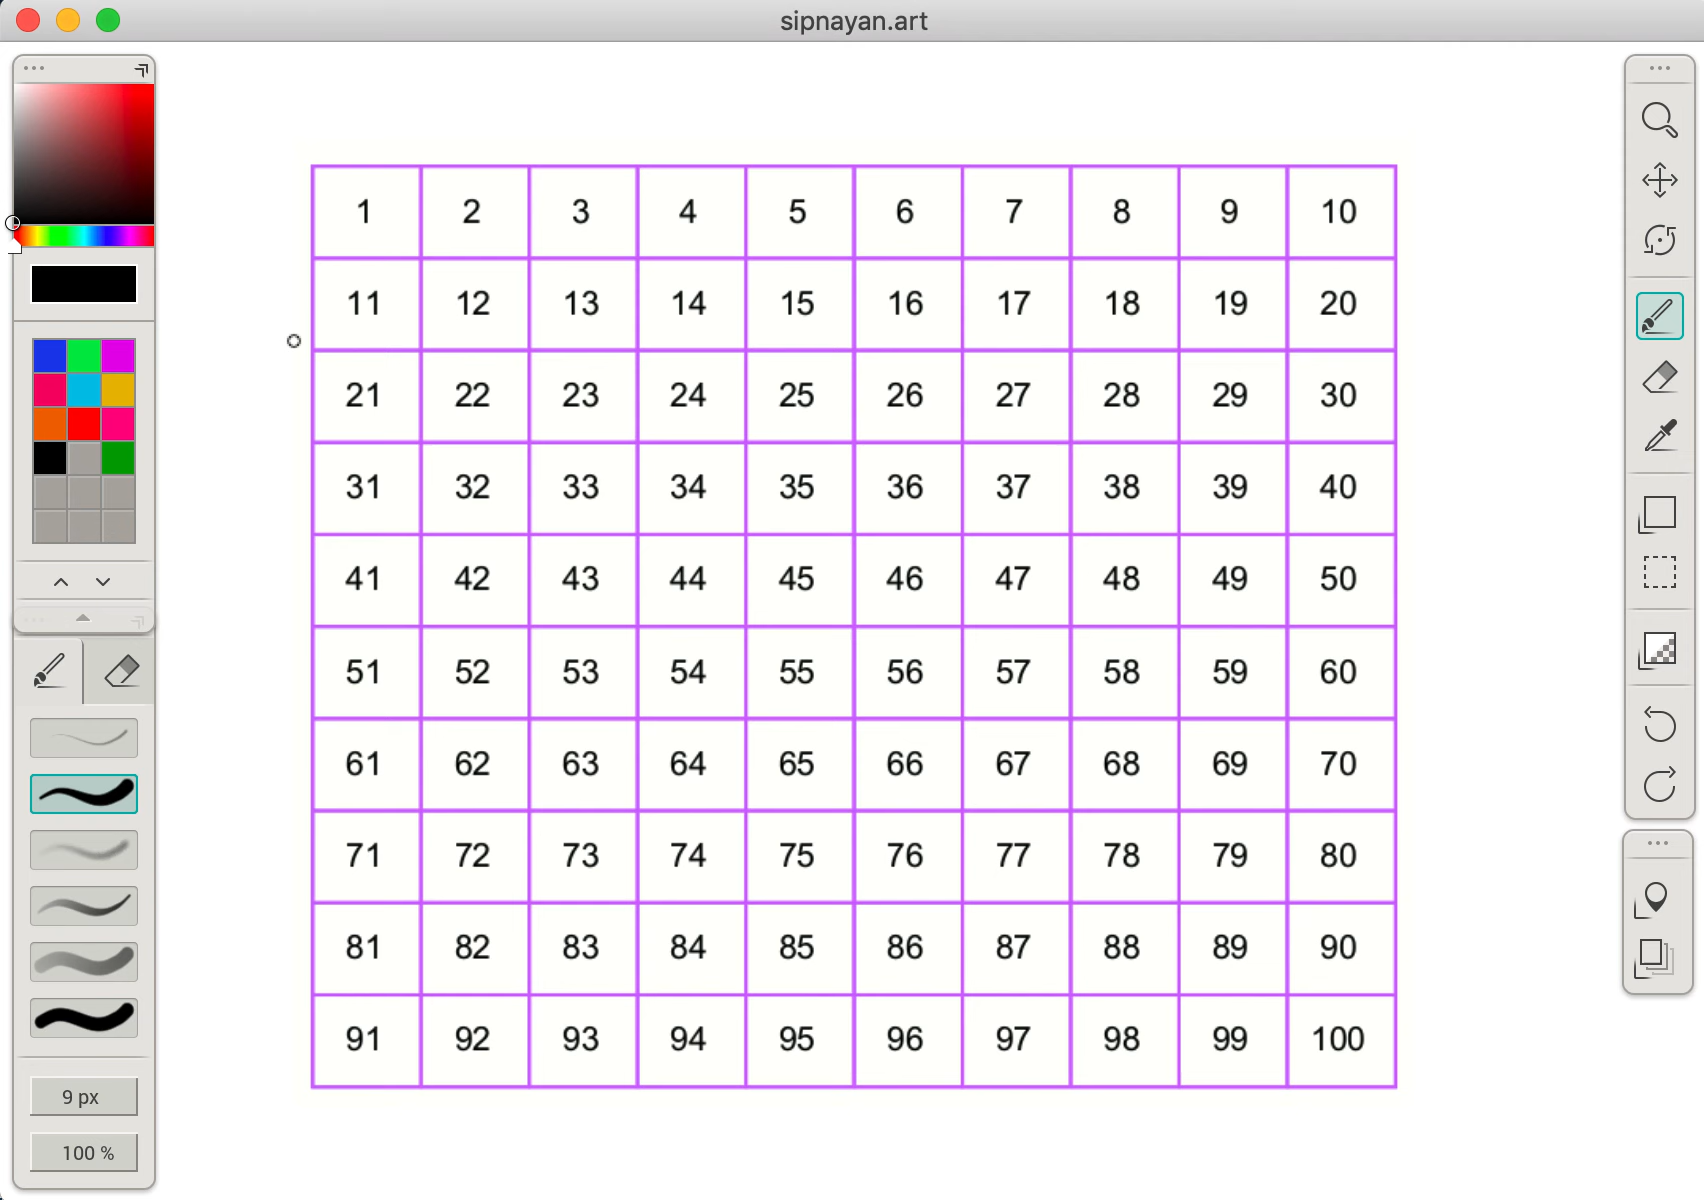 sipnayan.art
1 2 3 4 5 6 7 8 9 10
11 12 13 14 15 16 17 18 19 20
21 22 23 24 25 26 27 28 29 30
31 32 33 34 35 36 37 38 39 40
41 42 43 44 45 46 47 48 49 50
51 52 53 54 55 56 57 58 59 60
61 62 63 64 65 66 67 68 69 70
71 72 73 74 75 76 77 78 79 80
81 82 83 84 85 86 87 88 89 90
91 92 93 94 95 96 97 98 99 100
9 px
100 %